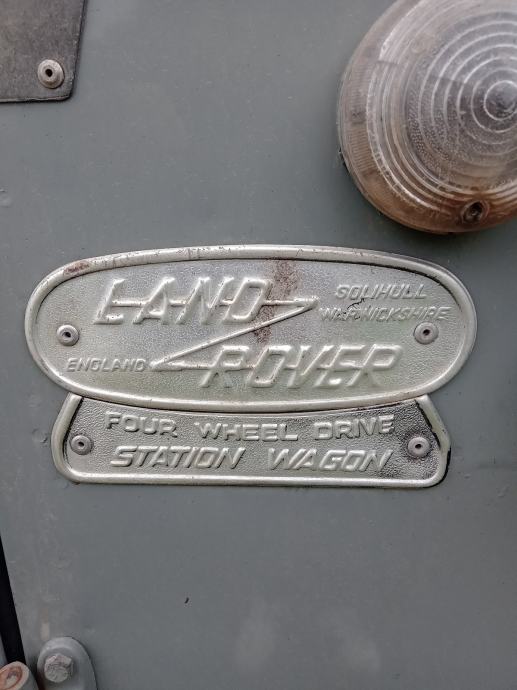 LAND
SOLIHULL
WARWICKSHIRE
ENGLAND
ROVER
FOUR WHEEL DRIVE
STATION WAGON